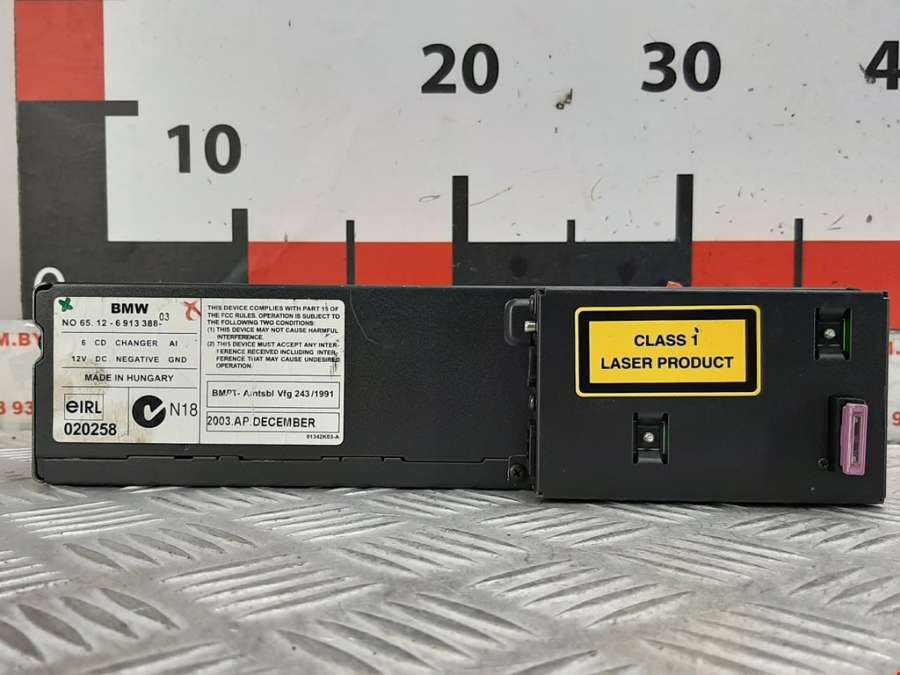 20
30
4
10
0
M.BY
BMW
NO 65. 12 - 6 913 388- 03
6 CD CHANGER AI
12V DC NEGATIVE GND
MADE IN HUNGARY
eIRL
020258
N18
THIS DEVICE COMPLIES WITH PART 15 OF
THE FCC RULES. OPERATION IS SUBJECT TO
THE FOLLOWING TWO CONDITIONS:
(1) THIS DEVICE MAY NOT CAUSE HARMFUL
INTERFERENCE.
(2) THIS DEVICE MUST ACCEPT ANY INTER-
FERENCE RECEIVED INCLUDING INTER-
FERENCE THAT MAY CAUSE UNDESIRED
OPERATION.
BMPT- Amtsbl Vfg 243/1991
2003.AP.DECEMBER
01342K03-A
CLASS 1
LASER PRODUCT